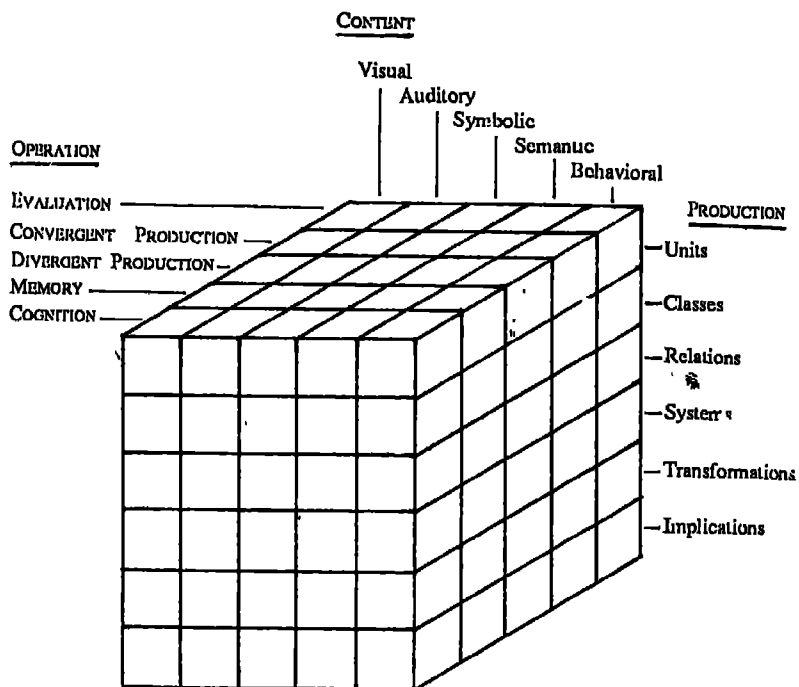 CONTENT
Visual
Auditory
Symbolic
Semantic
Behavioral
OPERATION
EVALUATION
CONVERGENT PRODUCTION
DIVERGENT PRODUCTION
MEMORY
COGNITION
PRODUCTION
Units
Classes
Relations
Systems
Transformations
Implications